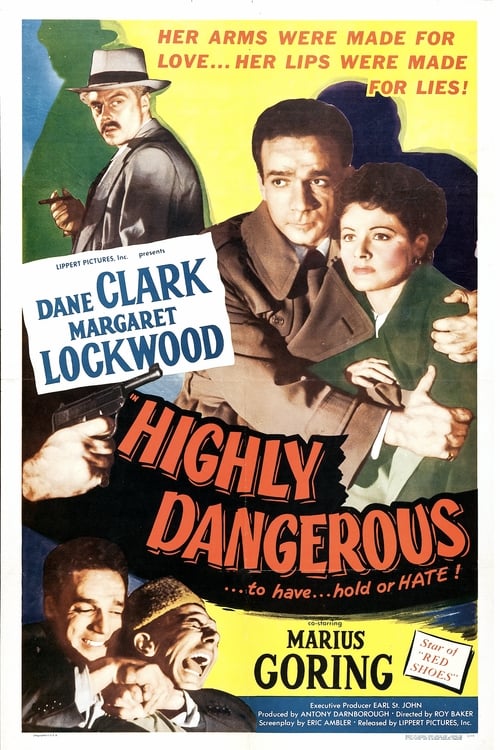 HER ARMS WERE MADE FOR
LOVE...HER LIPS WERE MADE
FOR LIES!
LIPPERT PICTURES, Inc. presents
DANE CLARK
MARGARET
LOCKWOOD
IN
HIGHLY
DANGEROUS
...to have...hold or HATE!
co-starring
MARIUS
GORING
Star of
"RED
SHOES"
Executive Producer EARL St. JOHN
Produced by ANTONY DARNBOROUGH • Directed by ROY BAKER
Screenplay by ERIC AMBLER • Released by LIPPERT PICTURES, Inc.